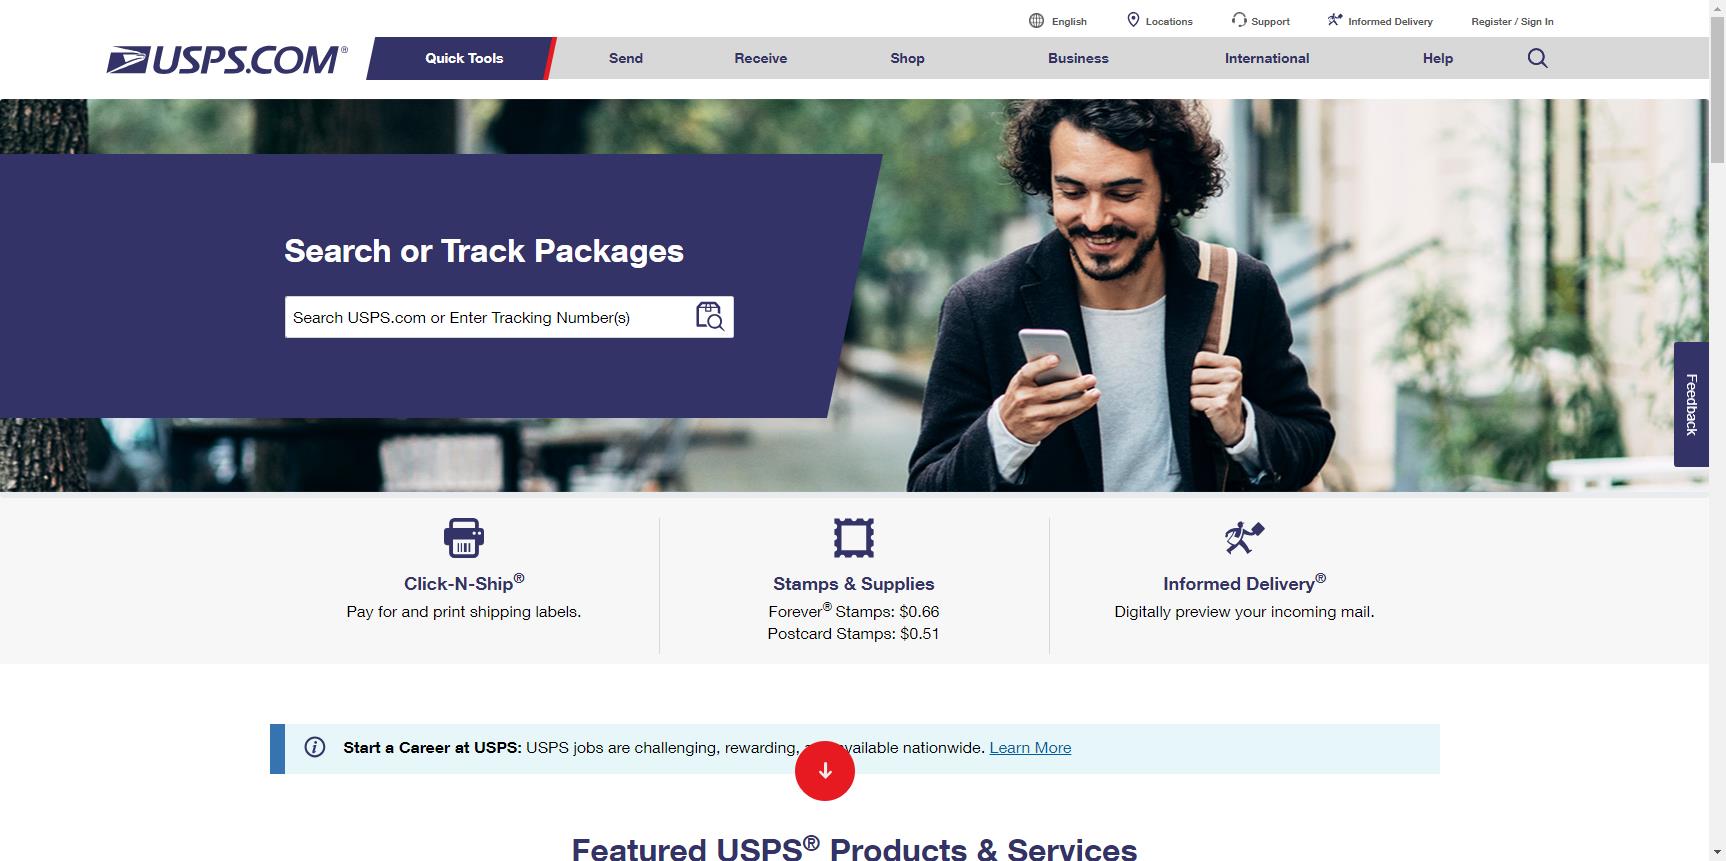 English
Locations
Support
Informed Delivery
Register / Sign In
USPS.COM®
Quick Tools
Send
Receive
Shop
Business
International
Help
Search or Track Packages
Search USPS.com or Enter Tracking Number(s)
Feedback
Click-N-Ship®
Pay for and print shipping labels.
Stamps & Supplies
Forever® Stamps: $0.66
Postcard Stamps: $0.51
Informed Delivery®
Digitally preview your incoming mail.
Start a Career at USPS: USPS jobs are challenging, rewarding, available nationwide. Learn More
Featured USPS® Products & Services